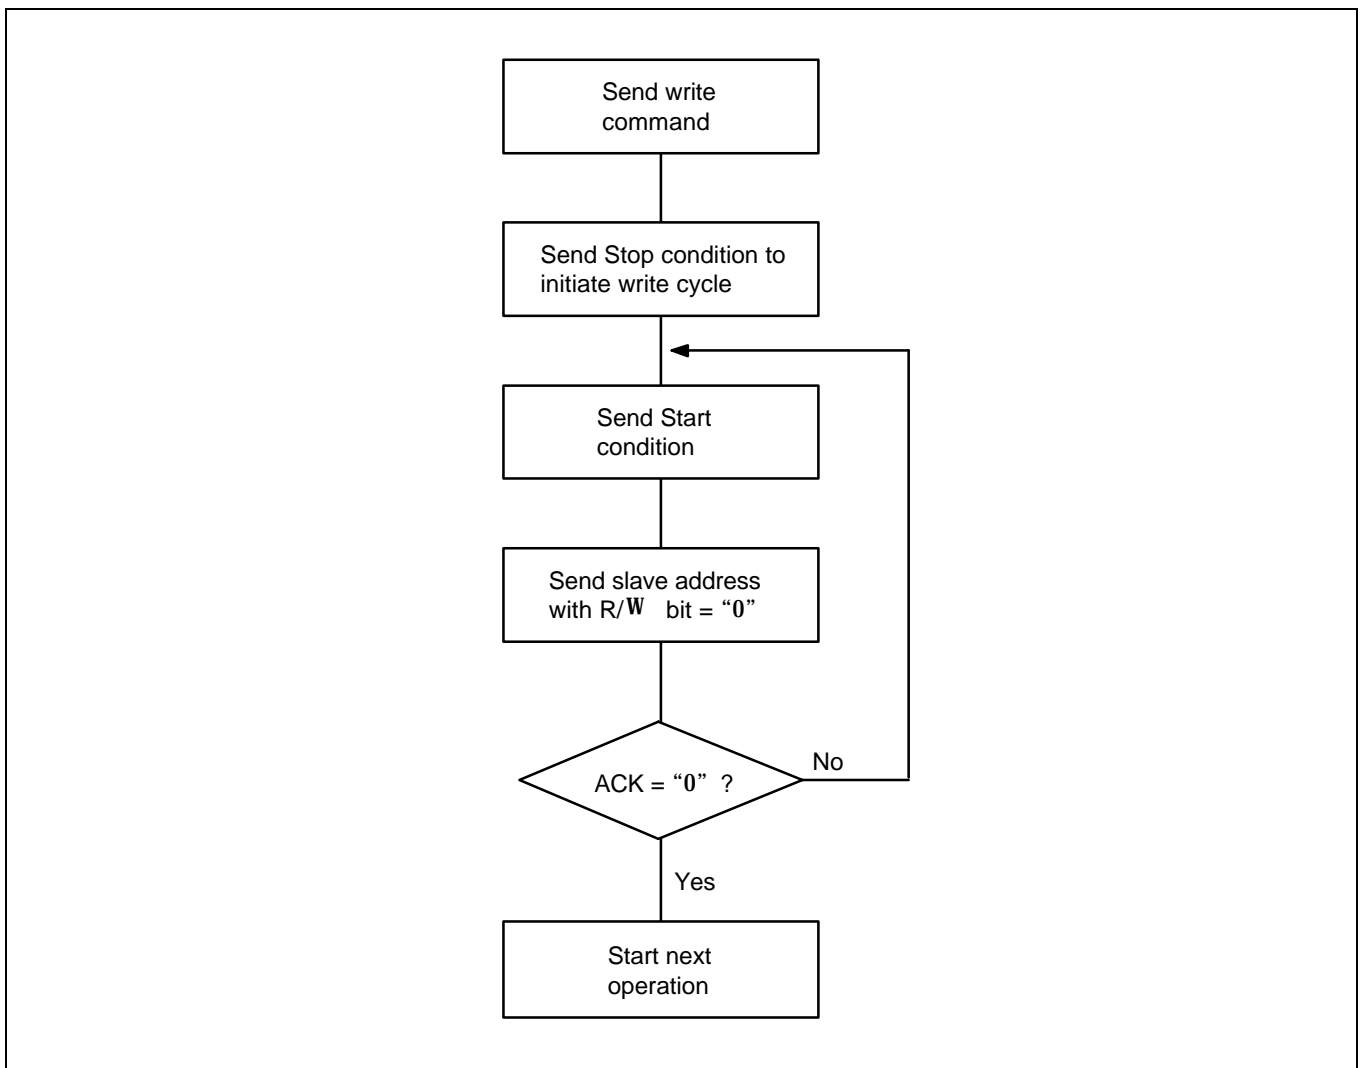 Send write
command
Send Stop condition to
initiate write cycle
Send Start
condition
Send slave address
with R/W bit = “0”
No
ACK = “0” ?
Yes
Start next
operation